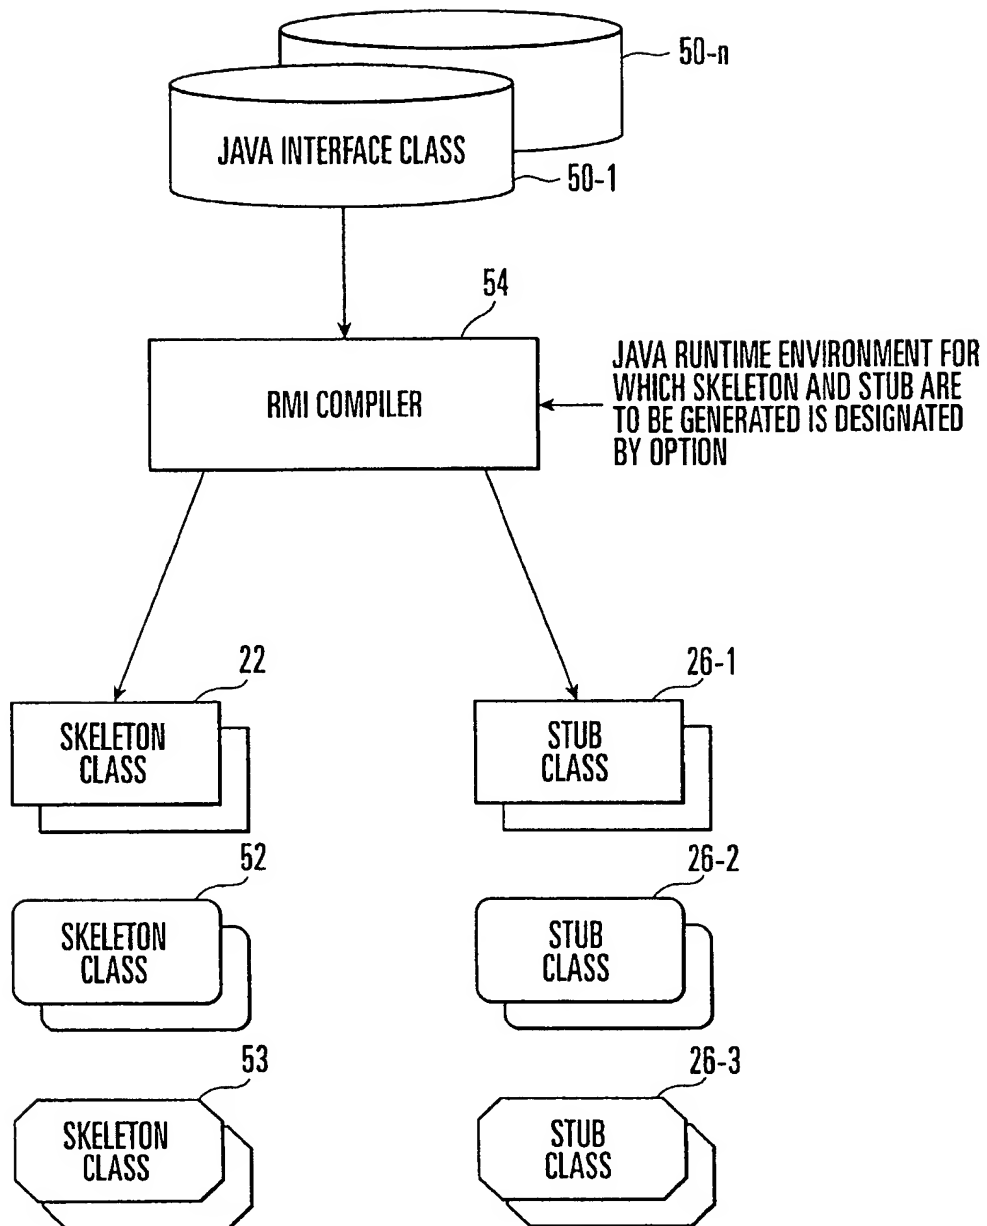 50-n
JAVA INTERFACE CLASS
50-1
54
RMI COMPILER
JAVA RUNTIME ENVIRONMENT FOR
WHICH SKELETON AND STUB ARE
TO BE GENERATED IS DESIGNATED
BY OPTION
22
SKELETON
CLASS
26-1
STUB
CLASS
52
SKELETON
CLASS
26-2
STUB
CLASS
53
SKELETON
CLASS
26-3
STUB
CLASS